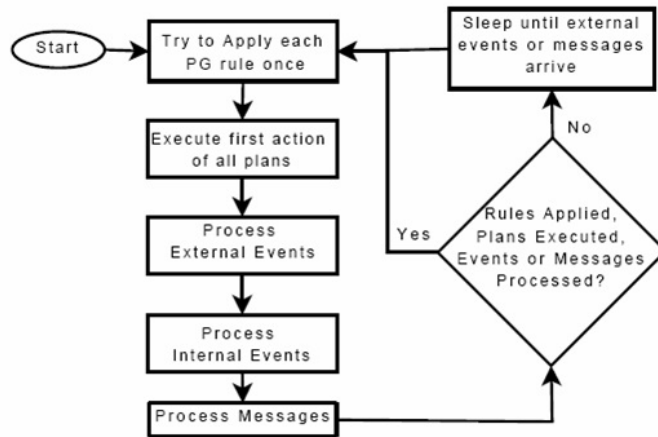 Start
Try to Apply each
PG rule once
Execute first action
of all plans
Process
External Events
Process
Internal Events
Process Messages
Rules Applied,
Plans Executed,
Events or Messages
Processed?
Yes
No
Sleep until external
events or messages
arrive